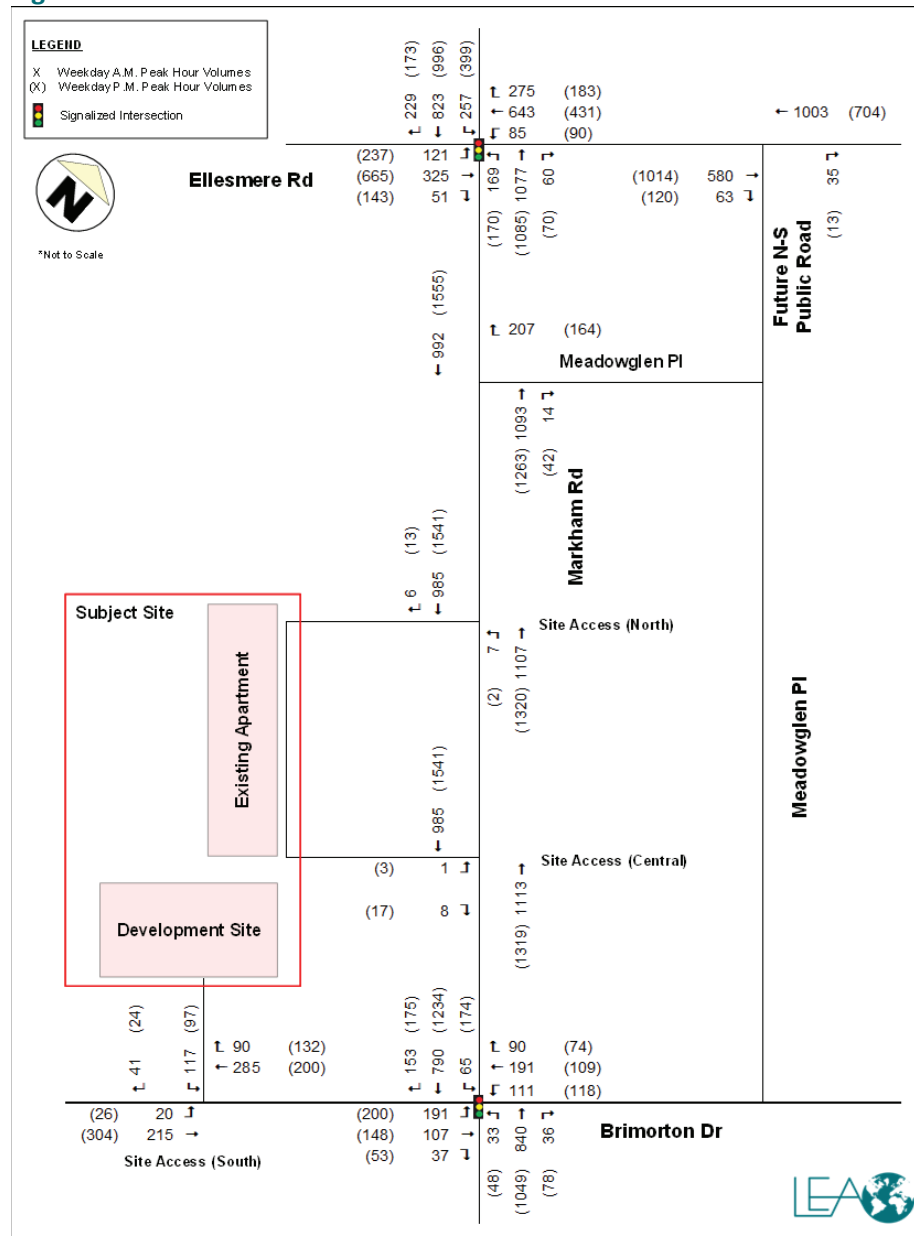 LEGEND
X Weekday A.M. Peak Hour Volumes
(X) Weekday P.M. Peak Hour Volumes
Signalized Intersection
N
*Not to Scale
(173) (996) (399)
229 823 257
275 (183)
643 (431)
85 (90)
1003 (704)
(237) 121
(665) 325
(143) 51
Ellesmere Rd
169 1077 60
(170) (1085) (70)
(1014) 580
(120) 63
35
(13)
Future N-S
Public Road
992 (1555)
207 (164)
Meadowglen Pl
1093 14
(1263) (42)
Markham Rd
(13) (1541)
6 985
Subject Site
Existing Apartment
Site Access (North)
7 1107
(2) (1320)
Meadowglen Pl
985 (1541)
Site Access (Central)
(3) 1
(17) 8
1113
(1319)
Development Site
(24) (97)
41 117
90 (132)
285 (200)
(175) (1234) (174)
153 790 65
90 (74)
191 (109)
111 (118)
(26) 20
(304) 215
Site Access (South)
(200) 191
(148) 107
(53) 37
33 840 36
(48) (1049) (78)
Brimorton Dr
LEA